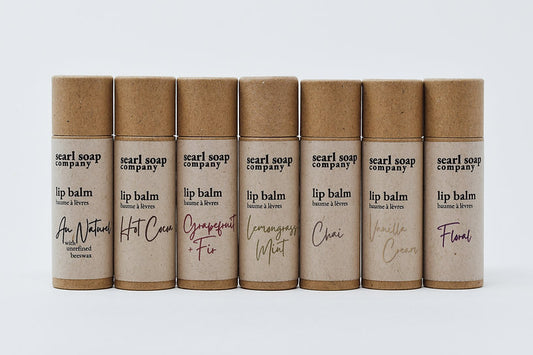 searl soap
company
lip balm
baume à lèvres
Au Naturel
with
unrefined
beeswax
searl soap
company
lip balm
baume à lèvres
Hot Cocoa
searl soap
company
lip balm
baume à lèvres
Grapefruit
+ Fir
searl soap
company
lip balm
baume à lèvres
Lemongrass
Mint
searl soap
company
lip balm
baume à lèvres
Chai
searl soap
company
lip balm
baume à lèvres
Vanilla
Cream
searl soap
company
lip balm
baume à lèvres
Floral